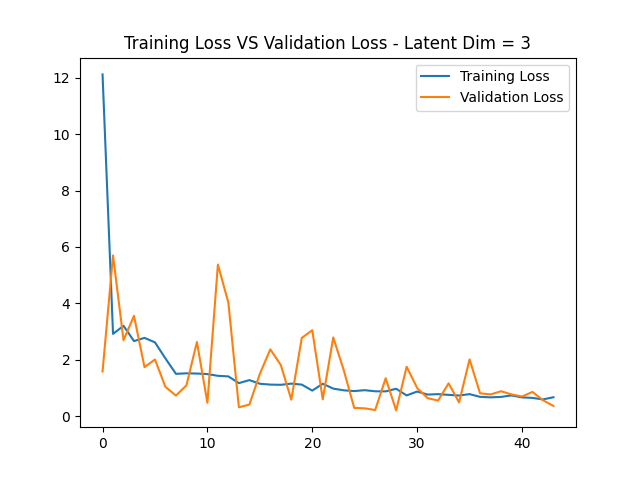 Training Loss VS Validation Loss - Latent Dim = 3
Training Loss
Validation Loss
12
10
8
6
4
2
0
0 10 20 30 40